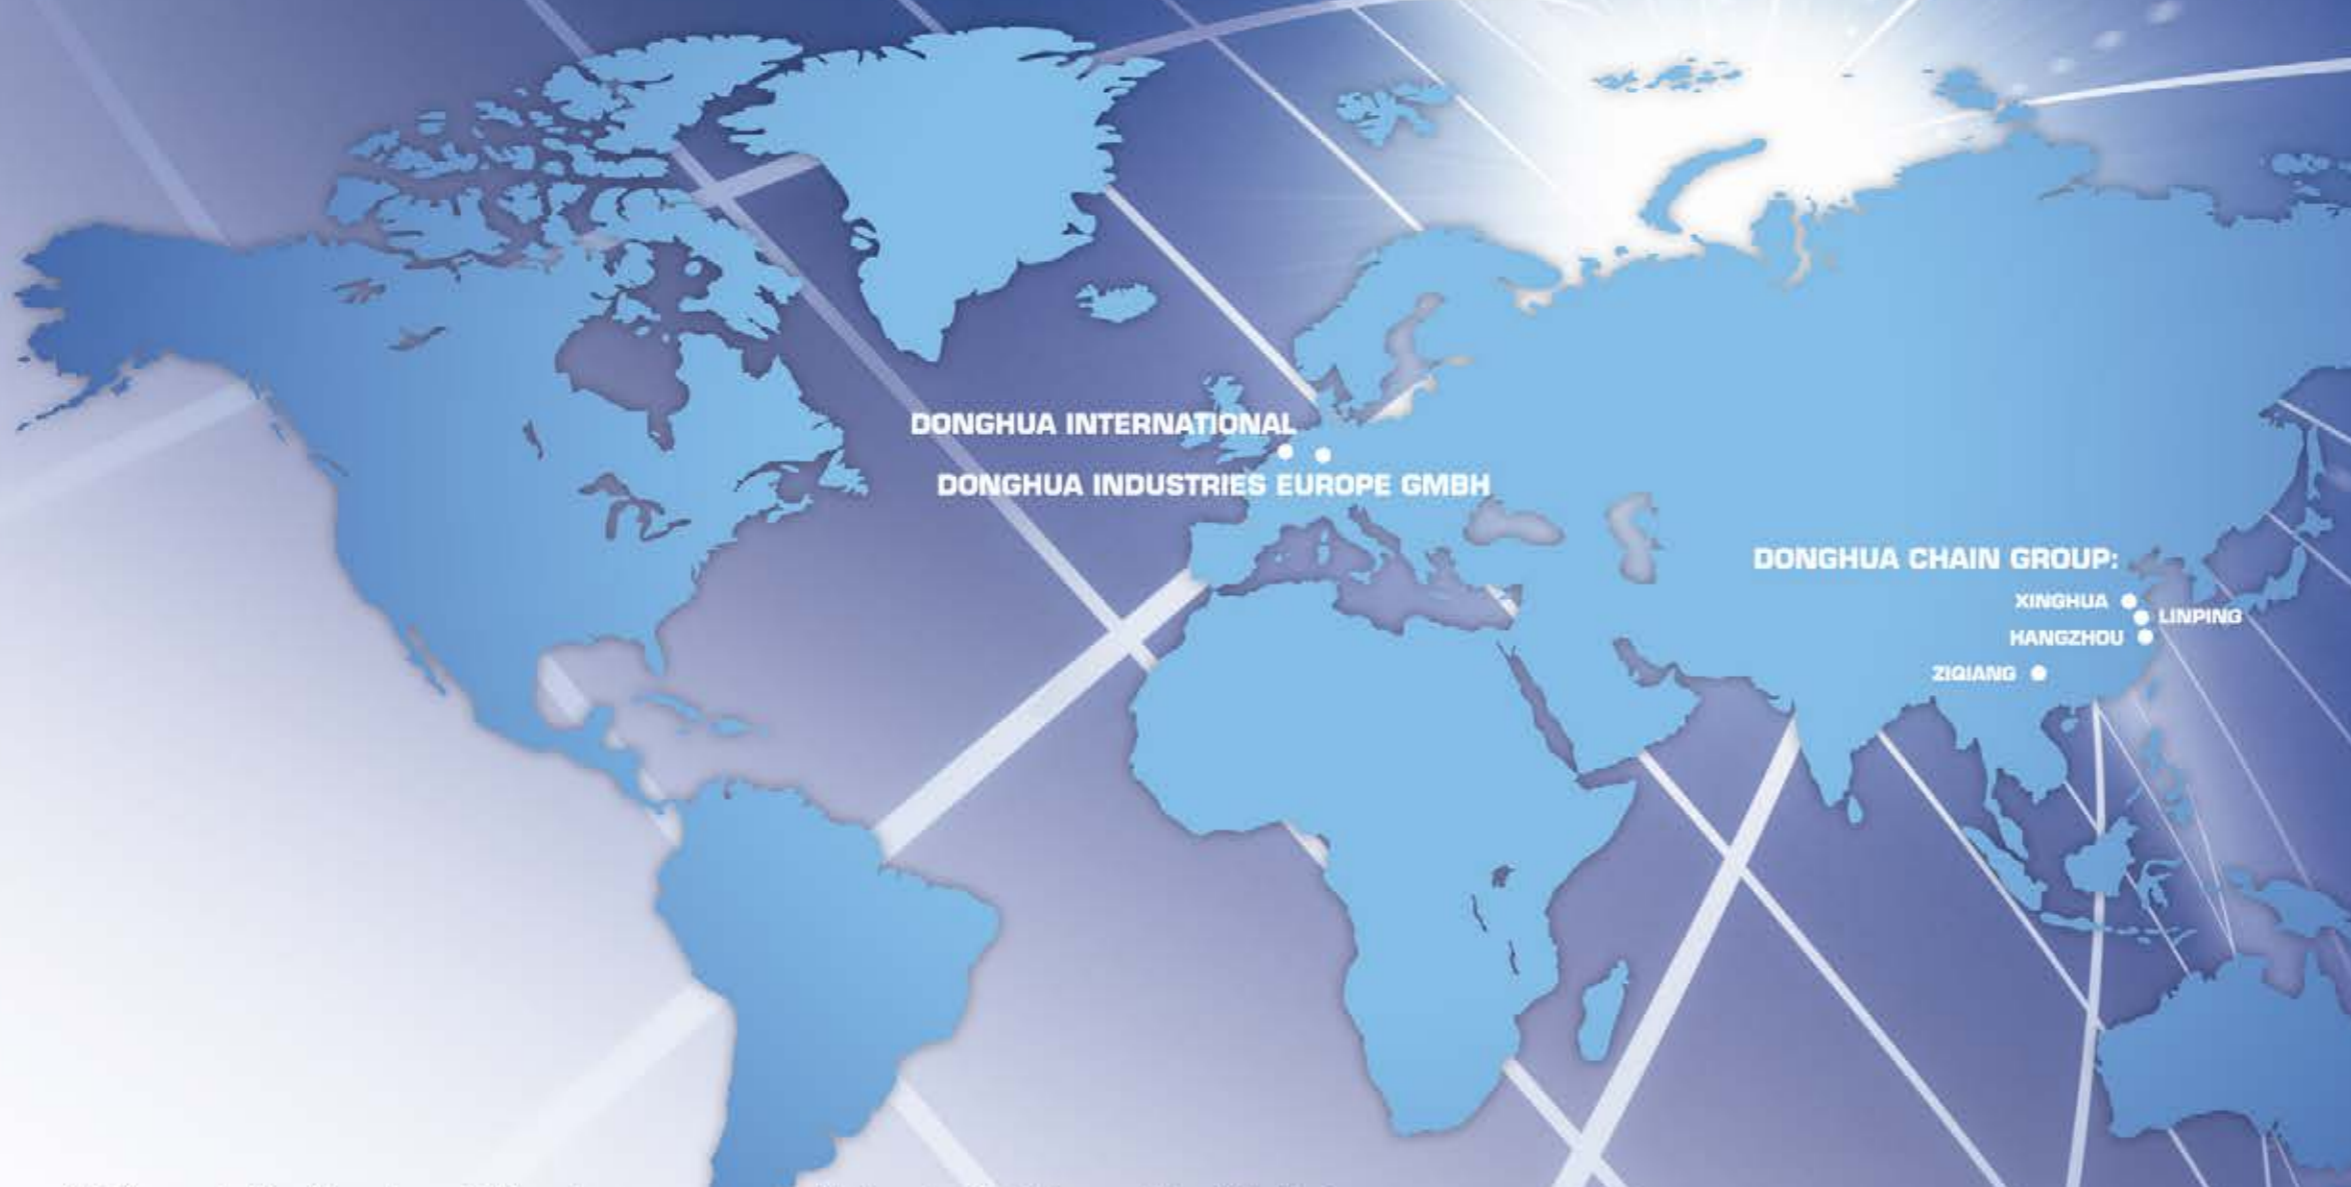 DONGHUA INTERNATIONAL
DONGHUA INDUSTRIES EUROPE GMBH
DONGHUA CHAIN GROUP:
XINGHUA
LINPING
HANGZHOU
ZIQIANG